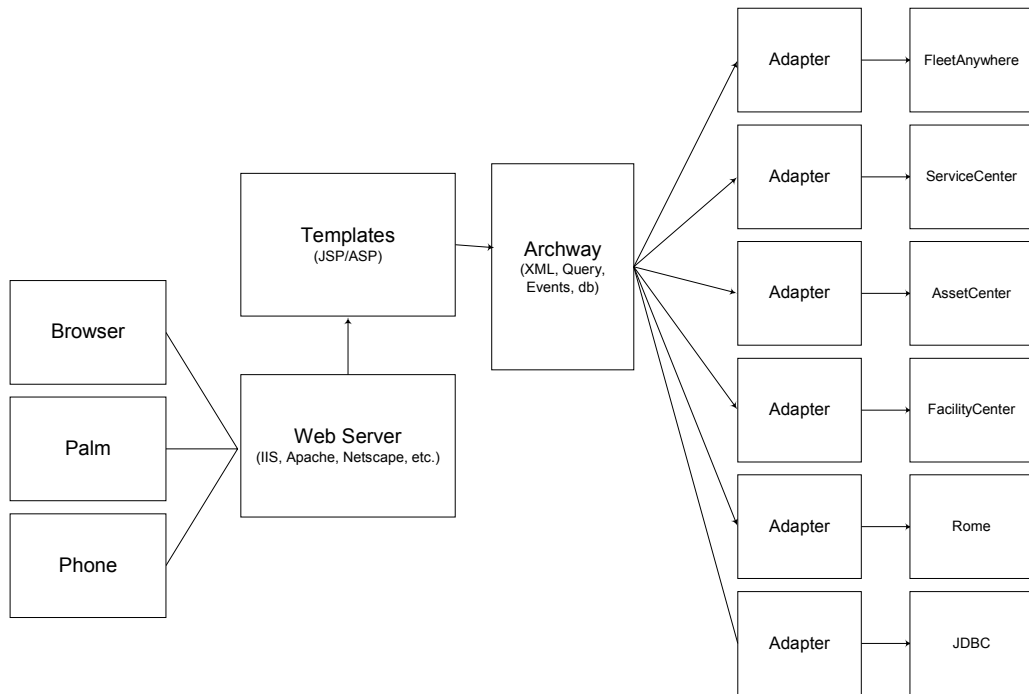 Browser
Palm
Phone
Templates
(JSP/ASP)
Web Server
(IIS, Apache, Netscape, etc.)
Archway
(XML, Query,
Events, db)
Adapter
FleetAnywhere
Adapter
ServiceCenter
Adapter
AssetCenter
Adapter
FacilityCenter
Adapter
Rome
Adapter
JDBC